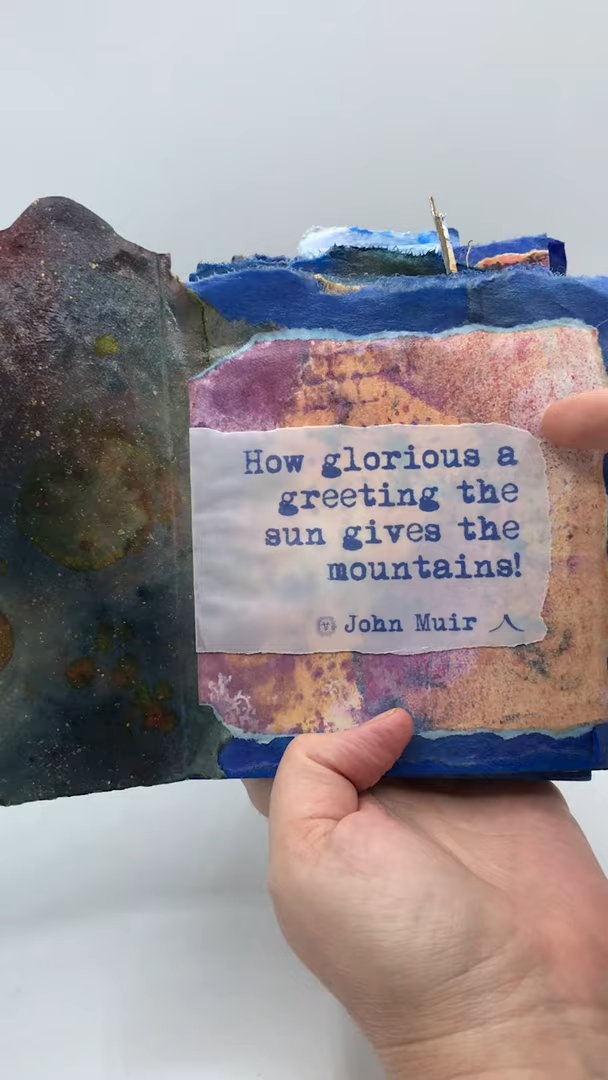 How glorious a
greeting the
sun gives the
mountains!
John Muir